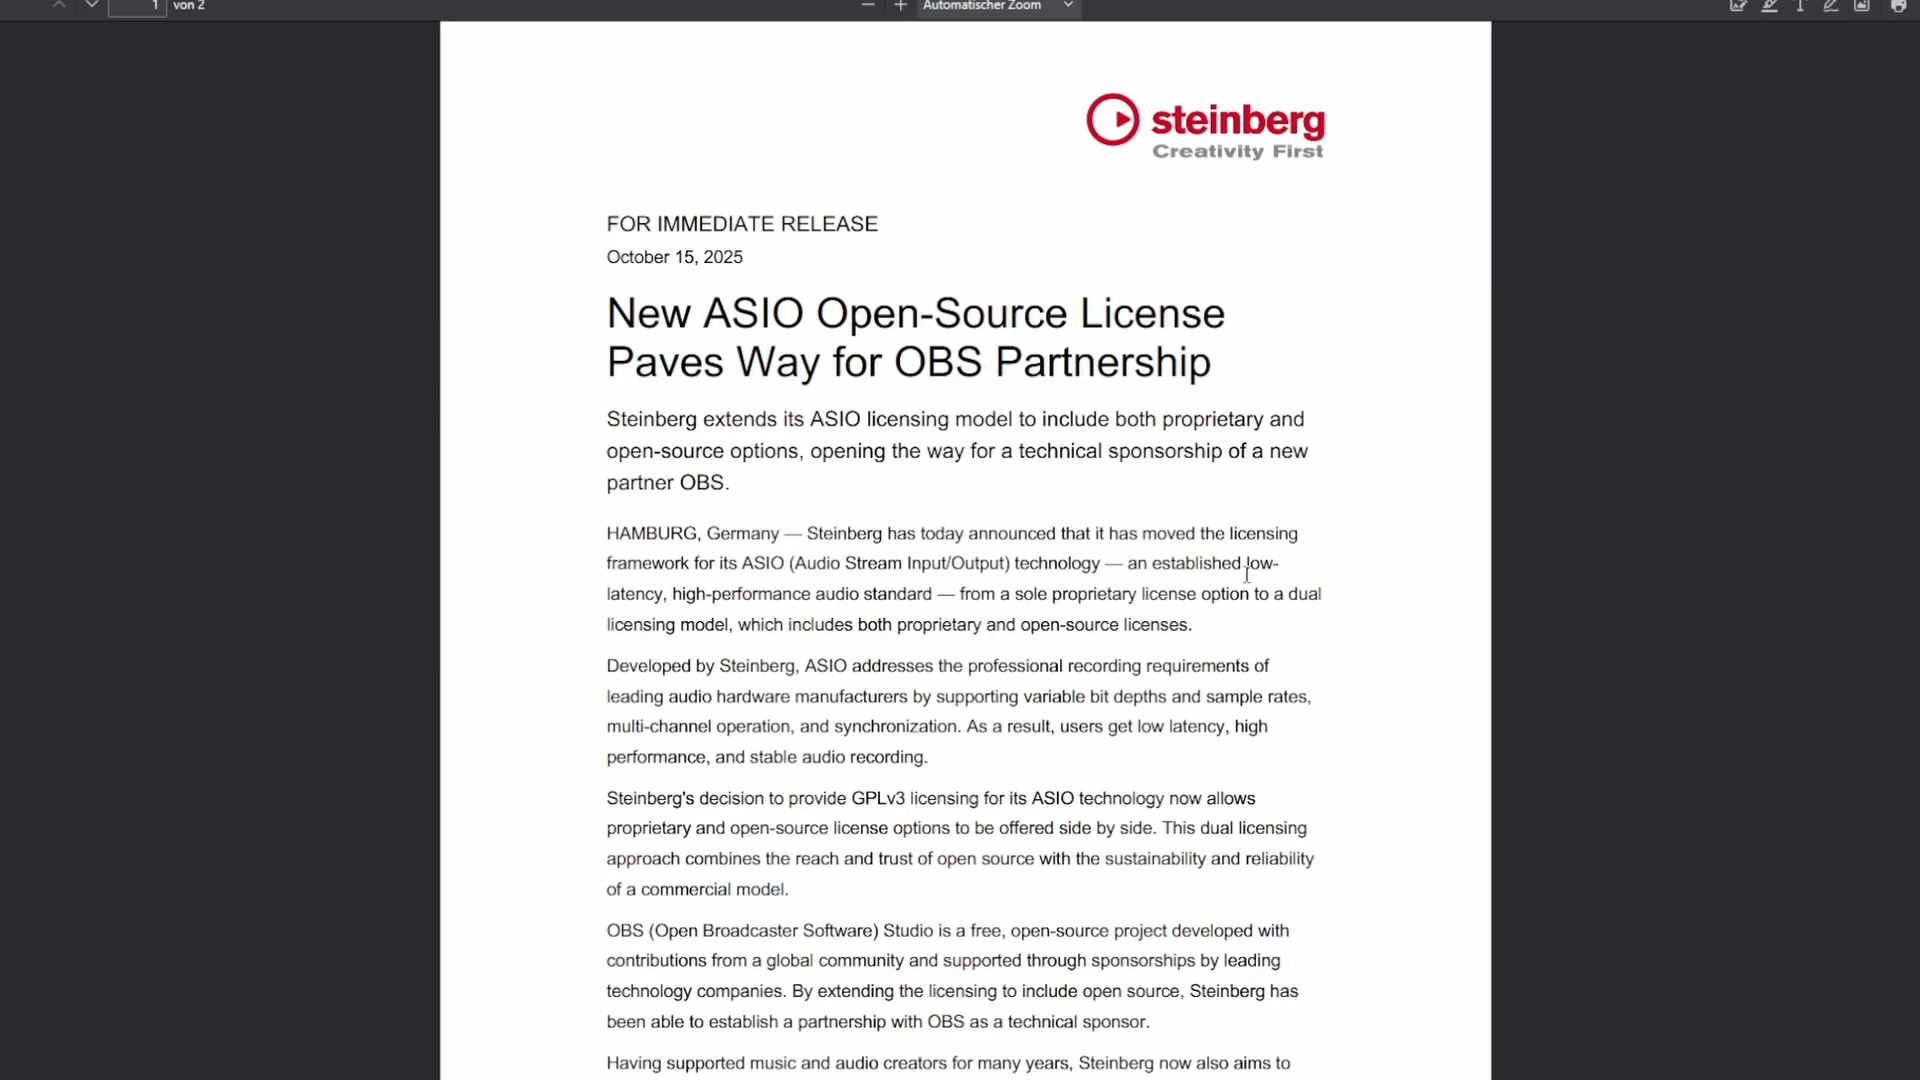 1 von 2 Automatischer Zoom
steinberg
Creativity First
FOR IMMEDIATE RELEASE
October 15, 2025
New ASIO Open-Source License
Paves Way for OBS Partnership
Steinberg extends its ASIO licensing model to include both proprietary and
open-source options, opening the way for a technical sponsorship of a new
partner OBS.
HAMBURG, Germany — Steinberg has today announced that it has moved the licensing
framework for its ASIO (Audio Stream Input/Output) technology — an established low-
latency, high-performance audio standard — from a sole proprietary license option to a dual
licensing model, which includes both proprietary and open-source licenses.
Developed by Steinberg, ASIO addresses the professional recording requirements of
leading audio hardware manufacturers by supporting variable bit depths and sample rates,
multi-channel operation, and synchronization. As a result, users get low latency, high
performance, and stable audio recording.
Steinberg's decision to provide GPLv3 licensing for its ASIO technology now allows
proprietary and open-source license options to be offered side by side. This dual licensing
approach combines the reach and trust of open source with the sustainability and reliability
of a commercial model.
OBS (Open Broadcaster Software) Studio is a free, open-source project developed with
contributions from a global community and supported through sponsorships by leading
technology companies. By extending the licensing to include open source, Steinberg has
been able to establish a partnership with OBS as a technical sponsor.
Having supported music and audio creators for many years, Steinberg now also aims to